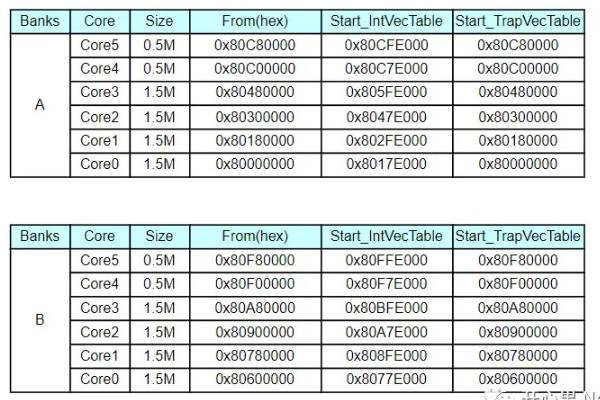 Banks Core Size From(hex) Start_IntVecTable Start_TrapVecTable
Core5 0.5M 0x80C80000 0x80CFE000 0x80C80000
Core4 0.5M 0x80C00000 0x80C7E000 0x80C00000
A Core3 1.5M 0x80480000 0x805FE000 0x80480000
Core2 1.5M 0x80300000 0x8047E000 0x80300000
Core1 1.5M 0x80180000 0x802FE000 0x80180000
Core0 1.5M 0x80000000 0x8017E000 0x80000000
Banks Core Size From(hex) Start_IntVecTable Start_TrapVecTable
Core5 0.5M 0x80F80000 0x80FFE000 0x80F80000
Core4 0.5M 0x80F00000 0x80F7E000 0x80F00000
B Core3 1.5M 0x80A80000 0x80BFE000 0x80A80000
Core2 1.5M 0x80900000 0x80A7E000 0x80900000
Core1 1.5M 0x80780000 0x808FE000 0x80780000
Core0 1.5M 0x80600000 0x8077E000 0x80600000